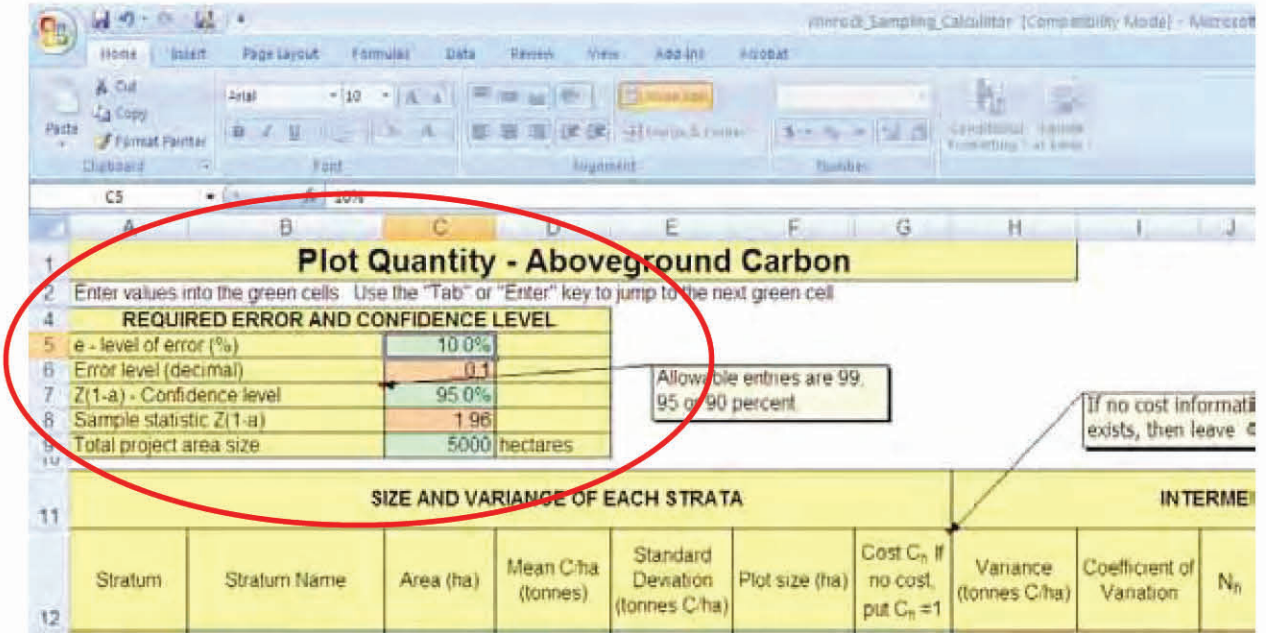 Winrock_Sampling_Calculator [Compatibility Mode] - Microsoft
Home Insert Page Layout Formulas Data Review View Add-Ins Acrobat
Cut
Arial 10
Copy
Paste
Format Painter
Clipboard Font Alignment Number
C5 10%
A B C D E F G H I J
1 Plot Quantity - Aboveground Carbon
2 Enter values into the green cells Use the "Tab" or "Enter" key to jump to the next green cell
4 REQUIRED ERROR AND CONFIDENCE LEVEL
5 e - level of error (%) 10 0%
6 Error level (decimal) 0.1
7 Z(1-a) - Confidence level 95 0%
8 Sample statistic Z(1-a) 1 96
9 Total project area size 5000 hectares
10
Allowable entries are 99,
95 or 90 percent
If no cost informati
exists, then leave
11 SIZE AND VARIANCE OF EACH STRATA INTERME
12 Stratum Stratum Name Area (ha)
Mean C/ha
(tonnes)
Standard
Deviation
(tonnes C/ha)
Plot size (ha)
Cost Cₙ If
no cost,
put Cₙ =1
Variance
(tonnes C/ha)
Coefficient of
Variation
Nₙ